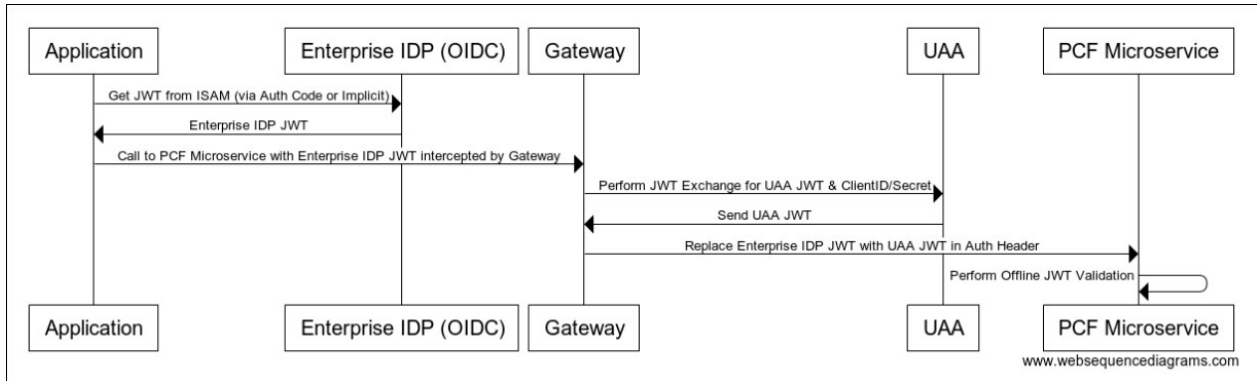 Application
Enterprise IDP (OIDC)
Gateway
UAA
PCF Microservice
Get JWT from ISAM (via Auth Code or Implicit)
Enterprise IDP JWT
Call to PCF Microservice with Enterprise IDP JWT intercepted by Gateway
Perform JWT Exchange for UAA JWT & ClientID/Secret
Send UAA JWT
Replace Enterprise IDP JWT with UAA JWT in Auth Header
Perform Offline JWT Validation
Application
Enterprise IDP (OIDC)
Gateway
UAA
PCF Microservice
www.websequencediagrams.com